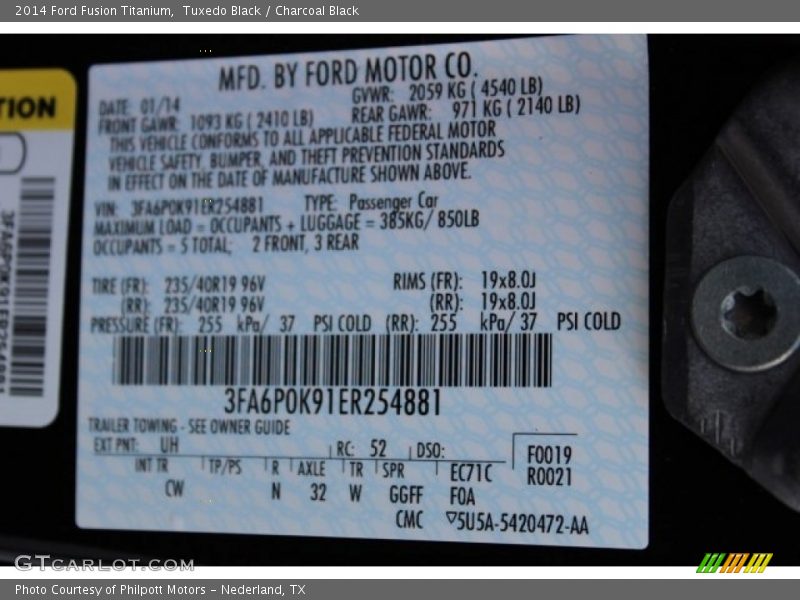 2014 Ford Fusion Titanium,  Tuxedo Black / Charcoal Black
TION
3FA6P0K91ER254881
MFD. BY FORD MOTOR CO.
DATE: 01/14
GVWR: 2059 KG ( 4540 LB)
FRONT GAWR: 1093 KG ( 2410 LB)
REAR GAWR: 971 KG ( 2140 LB)
THIS VEHICLE CONFORMS TO ALL APPLICABLE FEDERAL MOTOR
VEHICLE SAFETY, BUMPER, AND THEFT PREVENTION STANDARDS
IN EFFECT ON THE DATE OF MANUFACTURE SHOWN ABOVE.
VIN: 3FA6P0K91ER254881 TYPE: Passenger Car
MAXIMUM LOAD = OCCUPANTS + LUGGAGE = 385KG/ 850LB
OCCUPANTS = 5 TOTAL; 2 FRONT, 3 REAR
TIRE (FR): 235/40R19 96V RIMS (FR): 19x8.0J
(RR): 235/40R19 96V (RR): 19x8.0J
PRESSURE (FR): 255 kPa/ 37 PSI COLD (RR): 255 kPa/ 37 PSI COLD
3FA6P0K91ER254881
TRAILER TOWING - SEE OWNER GUIDE
EXT PNT: UH RC: 52 DSO: F0019
INT TR TP/PS R AXLE TR SPR EC71C R0021
CW N 32 W GGFF F0A
CMC ▽5U5A-5420472-AA
GTCarLot.com
Photo Courtesy of Philpott Motors - Nederland, TX